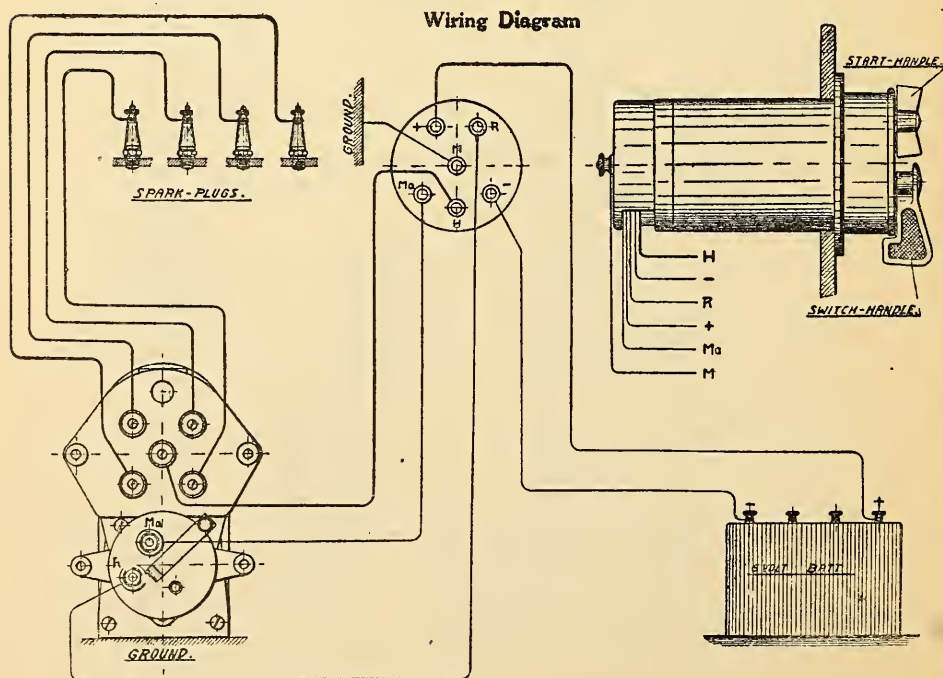 Wiring Diagram
START-HANDLE.
GROUND.
+ -
R
M
SPARK-PLUGS.
Ma
-
H
H
-
R
+
Ma
M
SWITCH-HANDLE.
- +
Ma
6 VOLT BATT
GROUND.